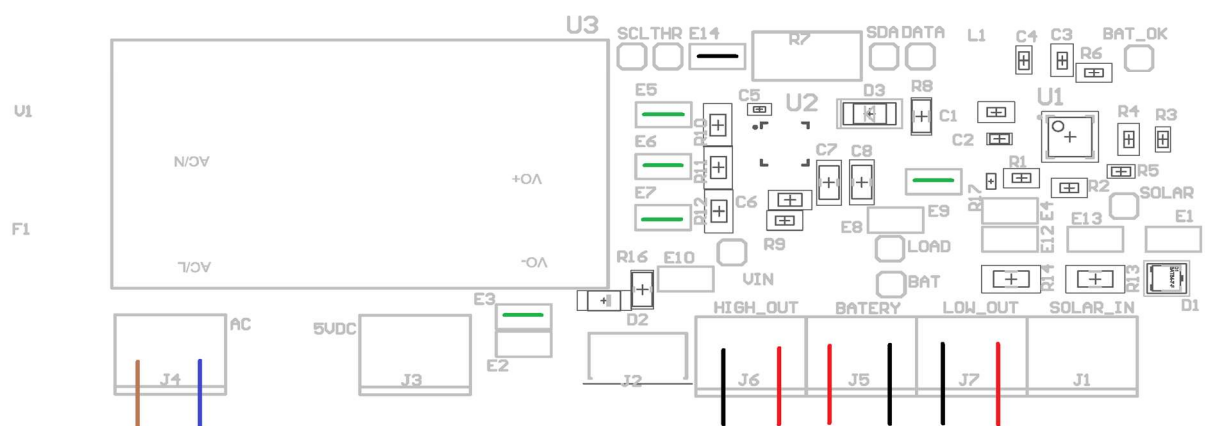 U3
SCL
THR
E14
R7
SDA
DATA
L1
C4
C3
R6
BAT_OK
V1
E5
C5
U2
D3
R8
C1
U1
R4
R3
R10
C2
AC/N
E6
R11
VO+
C7
C8
R1
R5
R17
R2
SOLAR
E7
R12
C6
E9
E8
E4
E13
E1
F1
R9
E12
LOAD
AC/L
VO-
R16
E10
VIN
BAT
R14
R13
D1
E3
D2
HIGH_OUT
BATERY
LOW_OUT
SOLAR_IN
AC
5VDC
E2
J4
J3
J2
J6
J5
J7
J1